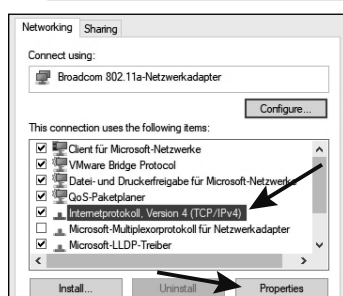 Networking Sharing
Connect using:
Broadcom 802.11a-Netzwerkadapter
Configure...
This connection uses the following items:
Client für Microsoft-Netzwerke
VMware Bridge Protocol
Datei- und Druckerfreigabe für Microsoft-Netzwerke
QoS-Paketplaner
Internetprotokoll, Version 4 (TCP/IPv4)
Microsoft-Multiplexorprotokoll für Netzwerkadapter
Microsoft-LLDP-Treiber
Install... Uninstall Properties